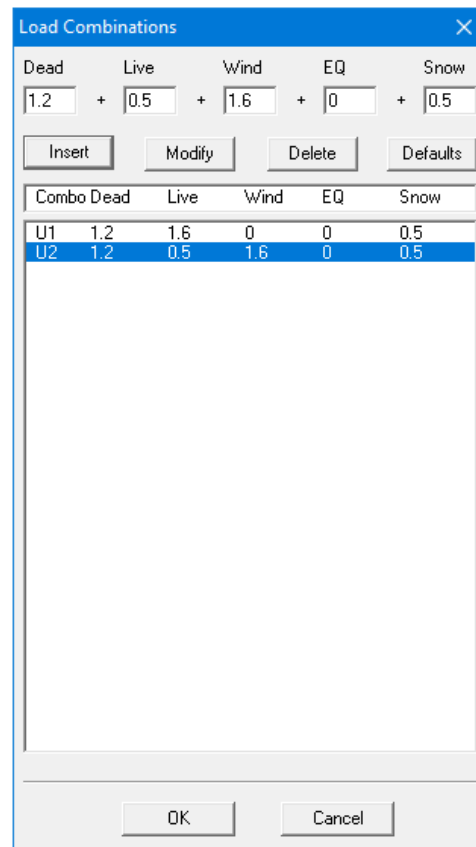 Load Combinations
Dead Live Wind EQ Snow
1.2 + 0.5 + 1.6 + 0 + 0.5
Insert Modify Delete Defaults
Combo Dead Live Wind EQ Snow
U1 1.2 1.6 0 0 0.5
U2 1.2 0.5 1.6 0 0.5
OK Cancel